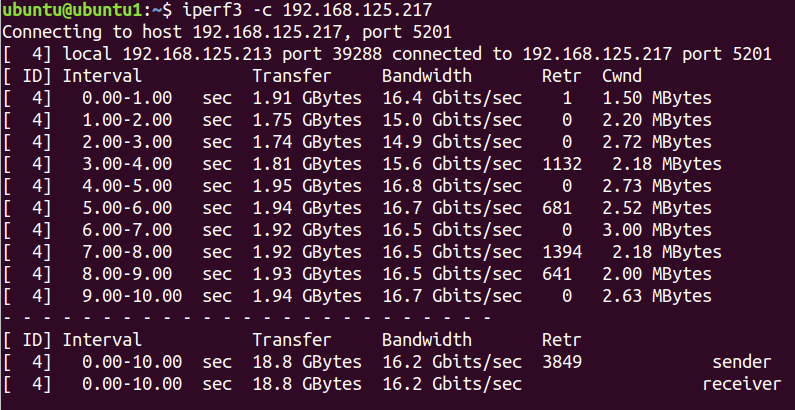 ubuntu@ubuntu1:~$ iperf3 -c 192.168.125.217
Connecting to host 192.168.125.217, port 5201
[  4] local 192.168.125.213 port 39288 connected to 192.168.125.217 port 5201
[ ID] Interval           Transfer     Bandwidth       Retr  Cwnd
[  4]   0.00-1.00   sec  1.91 GBytes  16.4 Gbits/sec    1   1.50 MBytes
[  4]   1.00-2.00   sec  1.75 GBytes  15.0 Gbits/sec    0   2.20 MBytes
[  4]   2.00-3.00   sec  1.74 GBytes  14.9 Gbits/sec    0   2.72 MBytes
[  4]   3.00-4.00   sec  1.81 GBytes  15.6 Gbits/sec  1132   2.18 MBytes
[  4]   4.00-5.00   sec  1.95 GBytes  16.8 Gbits/sec    0   2.73 MBytes
[  4]   5.00-6.00   sec  1.94 GBytes  16.7 Gbits/sec  681   2.52 MBytes
[  4]   6.00-7.00   sec  1.92 GBytes  16.5 Gbits/sec    0   3.00 MBytes
[  4]   7.00-8.00   sec  1.92 GBytes  16.5 Gbits/sec  1394   2.18 MBytes
[  4]   8.00-9.00   sec  1.93 GBytes  16.5 Gbits/sec  641   2.00 MBytes
[  4]   9.00-10.00  sec  1.94 GBytes  16.7 Gbits/sec    0   2.63 MBytes
- - - - - - - - - - - - - - - - - - - - - - - - -
[ ID] Interval           Transfer     Bandwidth       Retr
[  4]   0.00-10.00  sec  18.8 GBytes  16.2 Gbits/sec  3849             sender
[  4]   0.00-10.00  sec  18.8 GBytes  16.2 Gbits/sec                  receiver